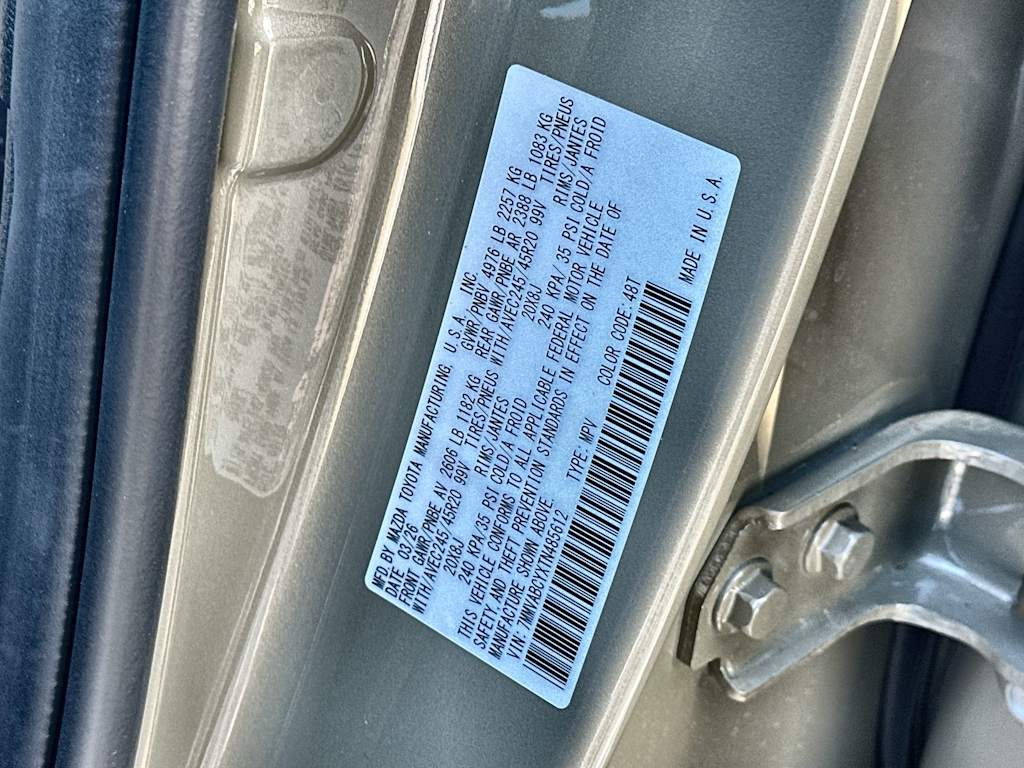 MFD.BY MAZDA TOYOTA MANUFACTURING U.S.A. INC.
DATE 03/26 GVWR/PNBV 4976 LB 2257 KG
FRONT GAWR/PNBE AV 2606 LB 1182 KG REAR GAWR/PNBE AR 2388 LB 1083 KG
WITH/AVEC245/45R20 99V TIRES/PNEUS WITH/AVEC245/45R20 99V TIRES/PNEUS
20X8J RIMS/JANTES 20X8J RIMS/JANTES
240 KPA/35 PSI COLD/A FROID 240 KPA/35 PSI COLD/A FROID
THIS VEHICLE CONFORMS TO ALL APPLICABLE FEDERAL MOTOR VEHICLE
SAFETY, AND THEFT PREVENTION STANDARDS IN EFFECT ON THE DATE OF
MANUFACTURE SHOWN ABOVE.
VIN: 7MMVABCYXTN485612 TYPE: MPV COLOR CODE: 48T
MADE IN U.S.A.